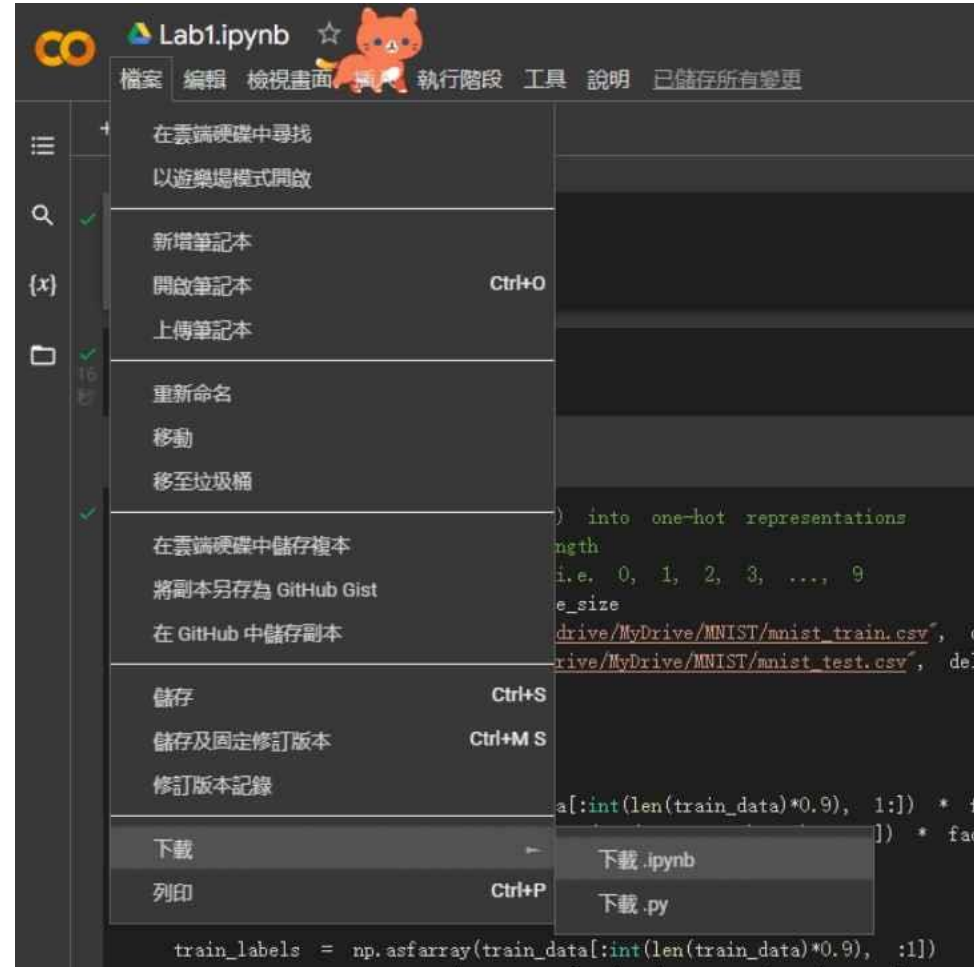 CO
Lab1.ipynb
檔案 編輯 檢視畫面 執行階段 工具 說明 已儲存所有變更
+
在雲端硬碟中尋找
以遊樂場模式開啟
新增筆記本
{x} 開啟筆記本 Ctrl+O
上傳筆記本
16
秒
重新命名
移動
移至垃圾桶
) into one-hot representations
在雲端硬碟中儲存複本
ngth
i.e. 0, 1, 2, 3, ..., 9
將副本另存為 GitHub Gist
e_size
在 GitHub 中儲存副本
drive/MyDrive/MNIST/mnist_train.csv",
rive/MyDrive/MNIST/mnist_test.csv", del
儲存 Ctrl+S
儲存及固定修訂版本 Ctrl+M S
修訂版本記錄
a[:int(len(train_data)*0.9), 1:]) * f
]) * fac
下載 ►
下載 .ipynb
列印 Ctrl+P
下載 .py
train_labels = np.asfarray(train_data[:int(len(train_data)*0.9), :1])